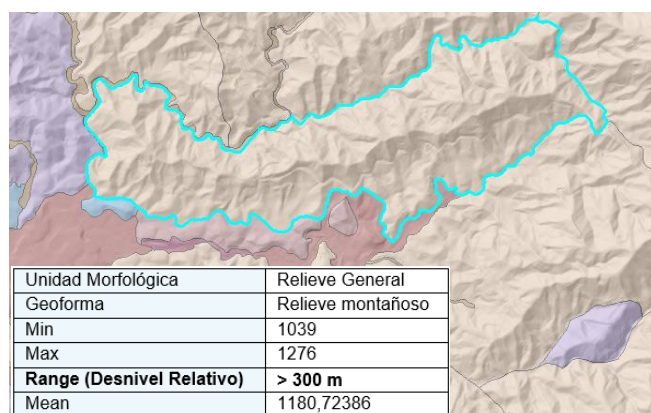 Unidad Morfológica Relieve General
Geoforma Relieve montañoso
Min 1039
Max 1276
Range (Desnivel Relativo) > 300 m
Mean 1180,72386